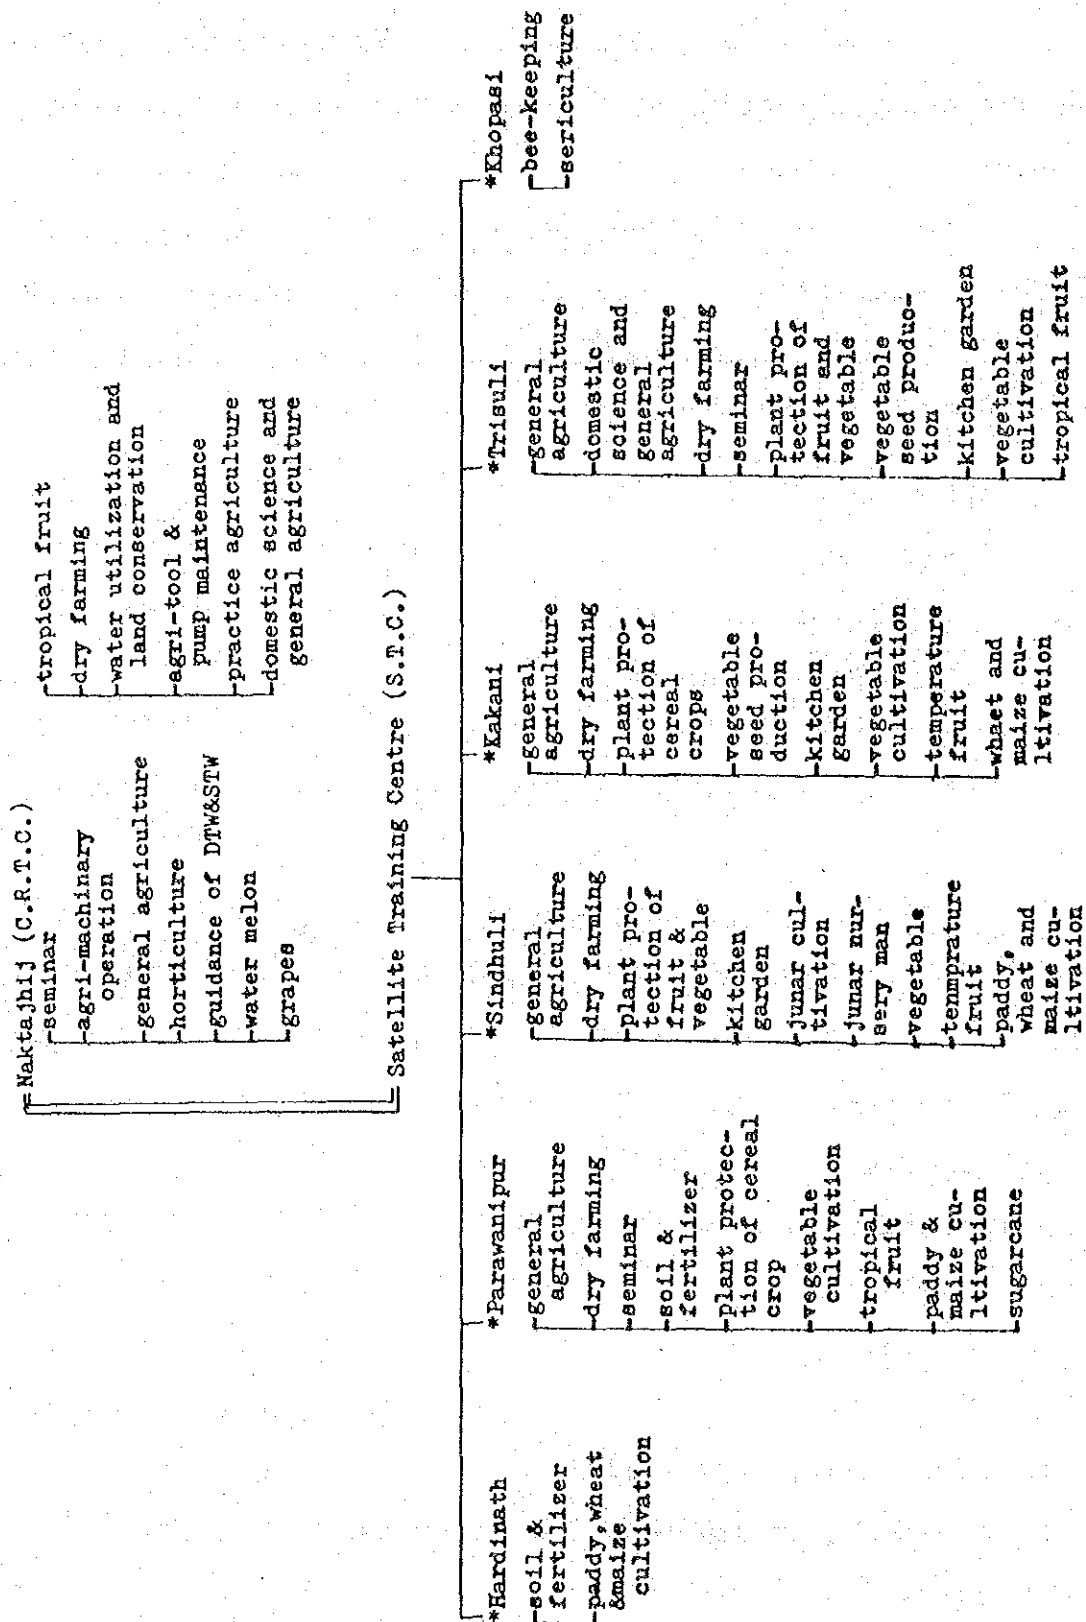 Naktajhij (C.R.T.C.)
-seminar
-agri-machinary
operation
-general agriculture
-horticulture
-guidance of DTW&STW
-water melon
-grapes
-tropical fruit
-dry farming
-water utilization and
land conservation
-agri-tool &
pump maintenance
-practice agriculture
-domestic science and
general agriculture
Satellite Training Centre (S.T.C.)
*Hardinath
-soil &
fertilizer
-paddy,wheat
&maize
cultivation
*Parawanipur
-general
agriculture
-dry farming
-seminar
-soil &
fertilizer
-plant protec-
tion of cereal
crop
-vegetable
cultivation
-tropical
fruit
-paddy &
maize cu-
ltivation
-sugarcane
*Sindhuli
-general
agriculture
-dry farming
-plant pro-
tection of
fruit &
vegetable
-kitchen
garden
-junar cul-
tivation
-junar nur-
sery man
-vegetable
-tenmprature
fruit
-paddy,
wheat and
maize cu-
ltivation
*Kakani
-general
agriculture
-dry farming
-plant pro-
tection of
cereal
crops
-vegetable
seed pro-
duction
-kitchen
garden
-vegetable
cultivation
-temperature
fruit
-whaet and
maize cu-
ltivation
*Trisuli
-general
agriculture
-domestic
science and
general
agriculture
-dry farming
-seminar
-plant pro-
tection of
fruit and
vegetable
-vegetable
seed produc-
tion
-kitchen garden
-vegetable
cultivation
-tropical fruit
*Khopasi
-bee-keeping
-sericulture